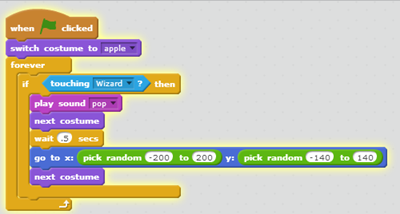 when clicked
switch costume to apple
forever
if touching Wizard ? then
play sound pop
next costume
wait .5 secs
go to x: pick random -200 to 200 y: pick random -140 to 140
next costume